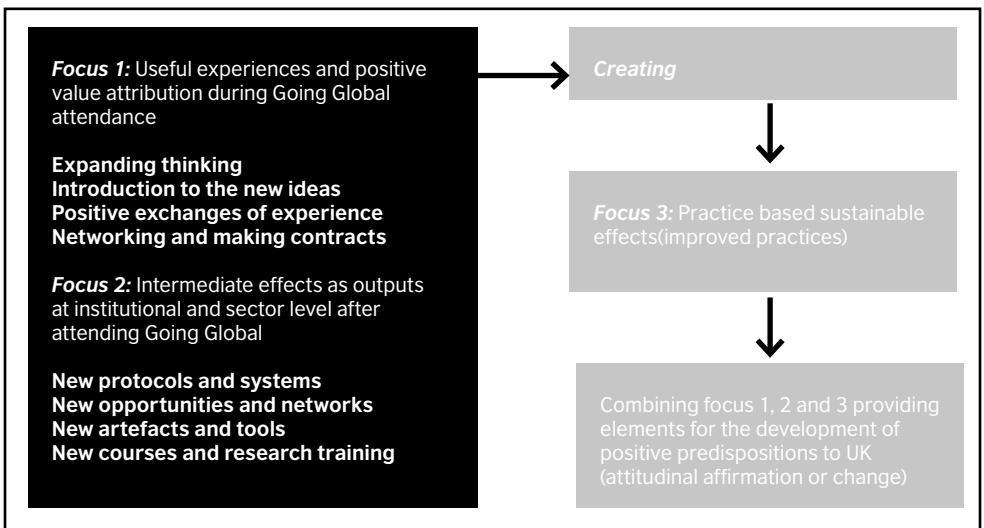 Focus 1: Useful experiences and positive
value attribution during Going Global
attendance
Expanding thinking
Introduction to the new ideas
Positive exchanges of experience
Networking and making contracts
Focus 2: Intermediate effects as outputs
at institutional and sector level after
attending Going Global
New protocols and systems
New opportunities and networks
New artefacts and tools
New courses and research training
Creating
Focus 3: Practice based sustainable
effects(improved practices)
Combining focus 1, 2 and 3 providing
elements for the development of
positive predispositions to UK
(attitudinal affirmation or change)